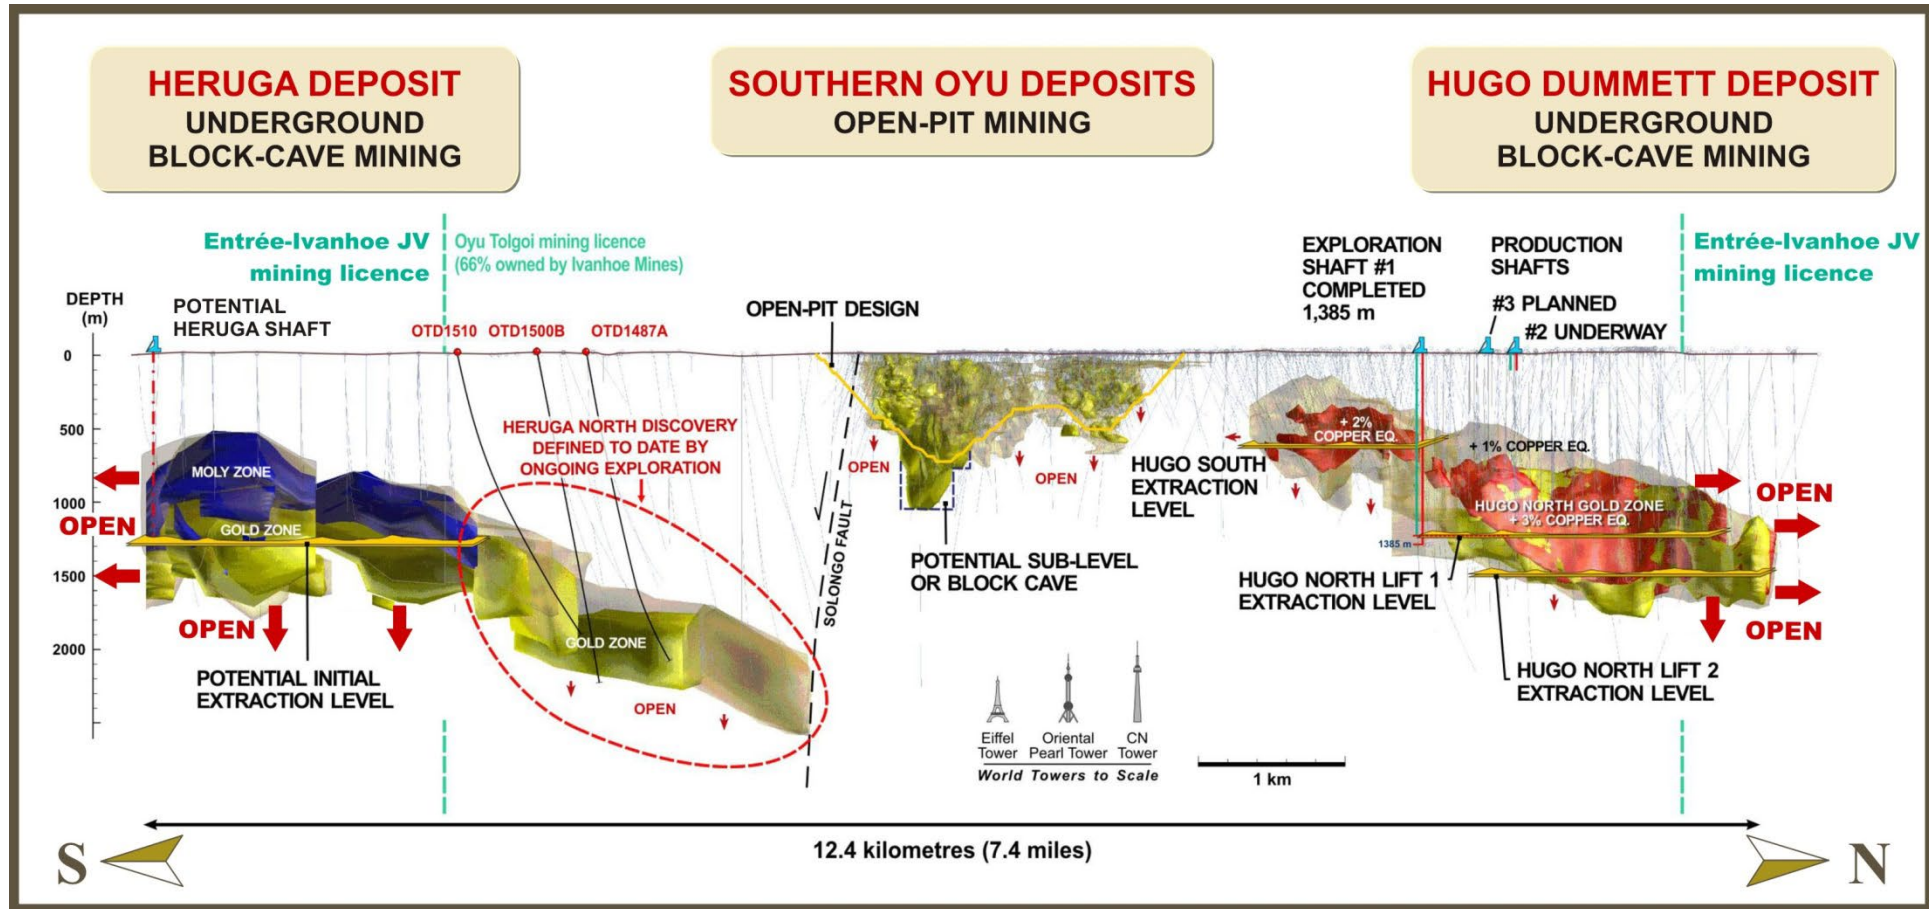 HERUGA DEPOSIT
UNDERGROUND
BLOCK-CAVE MINING
SOUTHERN OYU DEPOSITS
OPEN-PIT MINING
HUGO DUMMETT DEPOSIT
UNDERGROUND
BLOCK-CAVE MINING
Entrée-Ivanhoe JV
mining licence
Oyu Tolgoi mining licence
(66% owned by Ivanhoe Mines)
EXPLORATION
SHAFT #1
COMPLETED
1,385 m
PRODUCTION
SHAFTS
#3 PLANNED
#2 UNDERWAY
Entrée-Ivanhoe JV
mining licence
DEPTH
(m)
0
500
1000
1500
2000
POTENTIAL
HERUGA SHAFT
OTD1510
OTD1500B
OTD1487A
OPEN-PIT DESIGN
HERUGA NORTH DISCOVERY
DEFINED TO DATE BY
ONGOING EXPLORATION
MOLY ZONE
GOLD ZONE
OPEN
OPEN
POTENTIAL INITIAL
EXTRACTION LEVEL
GOLD ZONE
OPEN
SOLONGO FAULT
OPEN
OPEN
POTENTIAL SUB-LEVEL
OR BLOCK CAVE
HUGO SOUTH
EXTRACTION
LEVEL
+ 2%
COPPER EQ.
+ 1% COPPER EQ.
HUGO NORTH GOLD ZONE
+ 3% COPPER EQ.
1385 m
HUGO NORTH LIFT 1
EXTRACTION LEVEL
HUGO NORTH LIFT 2
EXTRACTION LEVEL
OPEN
OPEN
Eiffel
Tower
Oriental
Pearl Tower
CN
Tower
World Towers to Scale
1 km
12.4 kilometres (7.4 miles)
S
N